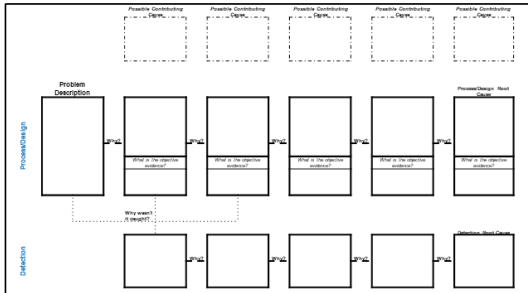 Possible Contributing
Cause
Possible Contributing
Cause
Possible Contributing
Cause
Possible Contributing
Cause
Possible Contributing
Cause
Problem
Description
Process/Design Root
Cause
Process/Design
Why?
Why?
Why?
Why?
Why?
What is the objective
evidence?
What is the objective
evidence?
What is the objective
evidence?
What is the objective
evidence?
What is the objective
evidence?
Why wasn't
it caught?
Detection Root Cause
Detection
Why?
Why?
Why?
Why?